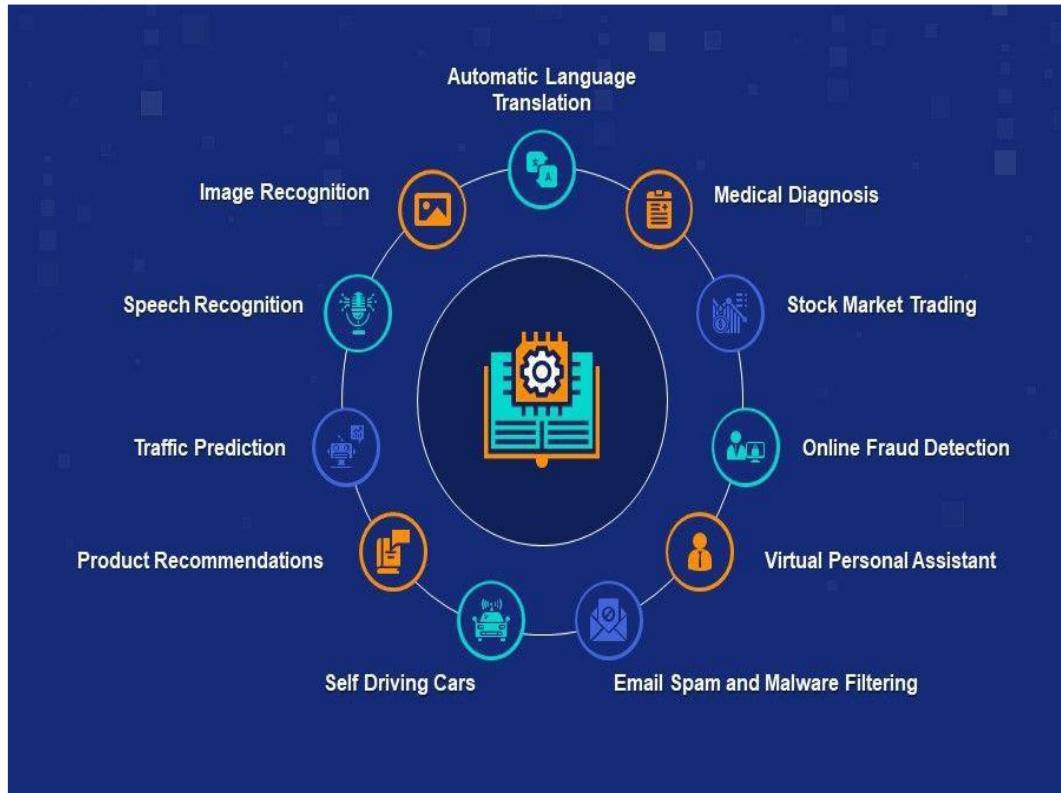 Automatic Language
Translation
Image Recognition
Medical Diagnosis
Speech Recognition
Stock Market Trading
Traffic Prediction
Online Fraud Detection
Product Recommendations
Virtual Personal Assistant
Self Driving Cars
Email Spam and Malware Filtering